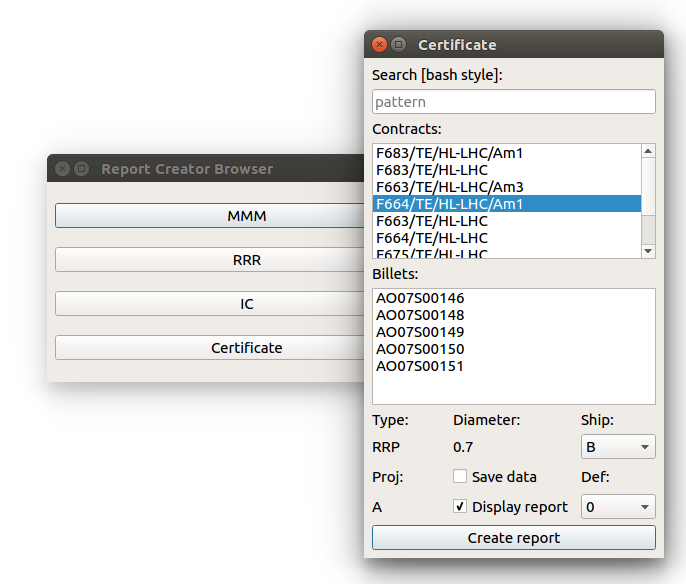 Report Creator Browser
MMM
RRR
IC
Certificate
Certificate
Search [bash style]:
pattern
Contracts:
F683/TE/HL-LHC/Am1
F683/TE/HL-LHC
F663/TE/HL-LHC/Am3
F664/TE/HL-LHC/Am1
F663/TE/HL-LHC
F664/TE/HL-LHC
F675/TE/HL-LHC
Billets:
AO07S00146
AO07S00148
AO07S00149
AO07S00150
AO07S00151
Type: Diameter: Ship:
RRP 0.7 B
Proj: Save data Def:
A Display report 0
Create report